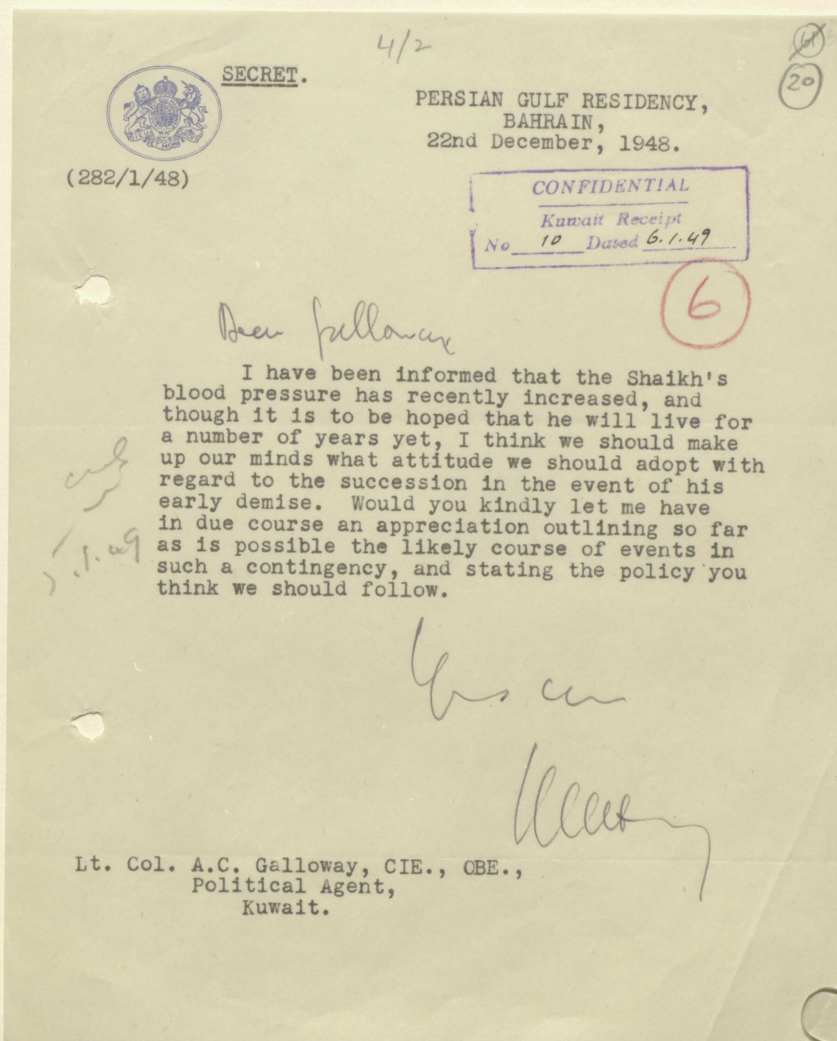 4/2
61
20
SECRET.
PERSIAN GULF RESIDENCY,
BAHRAIN,
22nd December, 1948.
(282/1/48)
CONFIDENTIAL
Kuwait Receipt
No 10 Dated 6.1.49
6
Dear Galloway
I have been informed that the Shaikh's
blood pressure has recently increased, and
though it is to be hoped that he will live for
a number of years yet, I think we should make
up our minds what attitude we should adopt with
regard to the succession in the event of his
early demise. Would you kindly let me have
in due course an appreciation outlining so far
as is possible the likely course of events in
such a contingency, and stating the policy you
think we should follow.
Yours
Lt. Col. A.C. Galloway, CIE., OBE.,
Political Agent,
Kuwait.